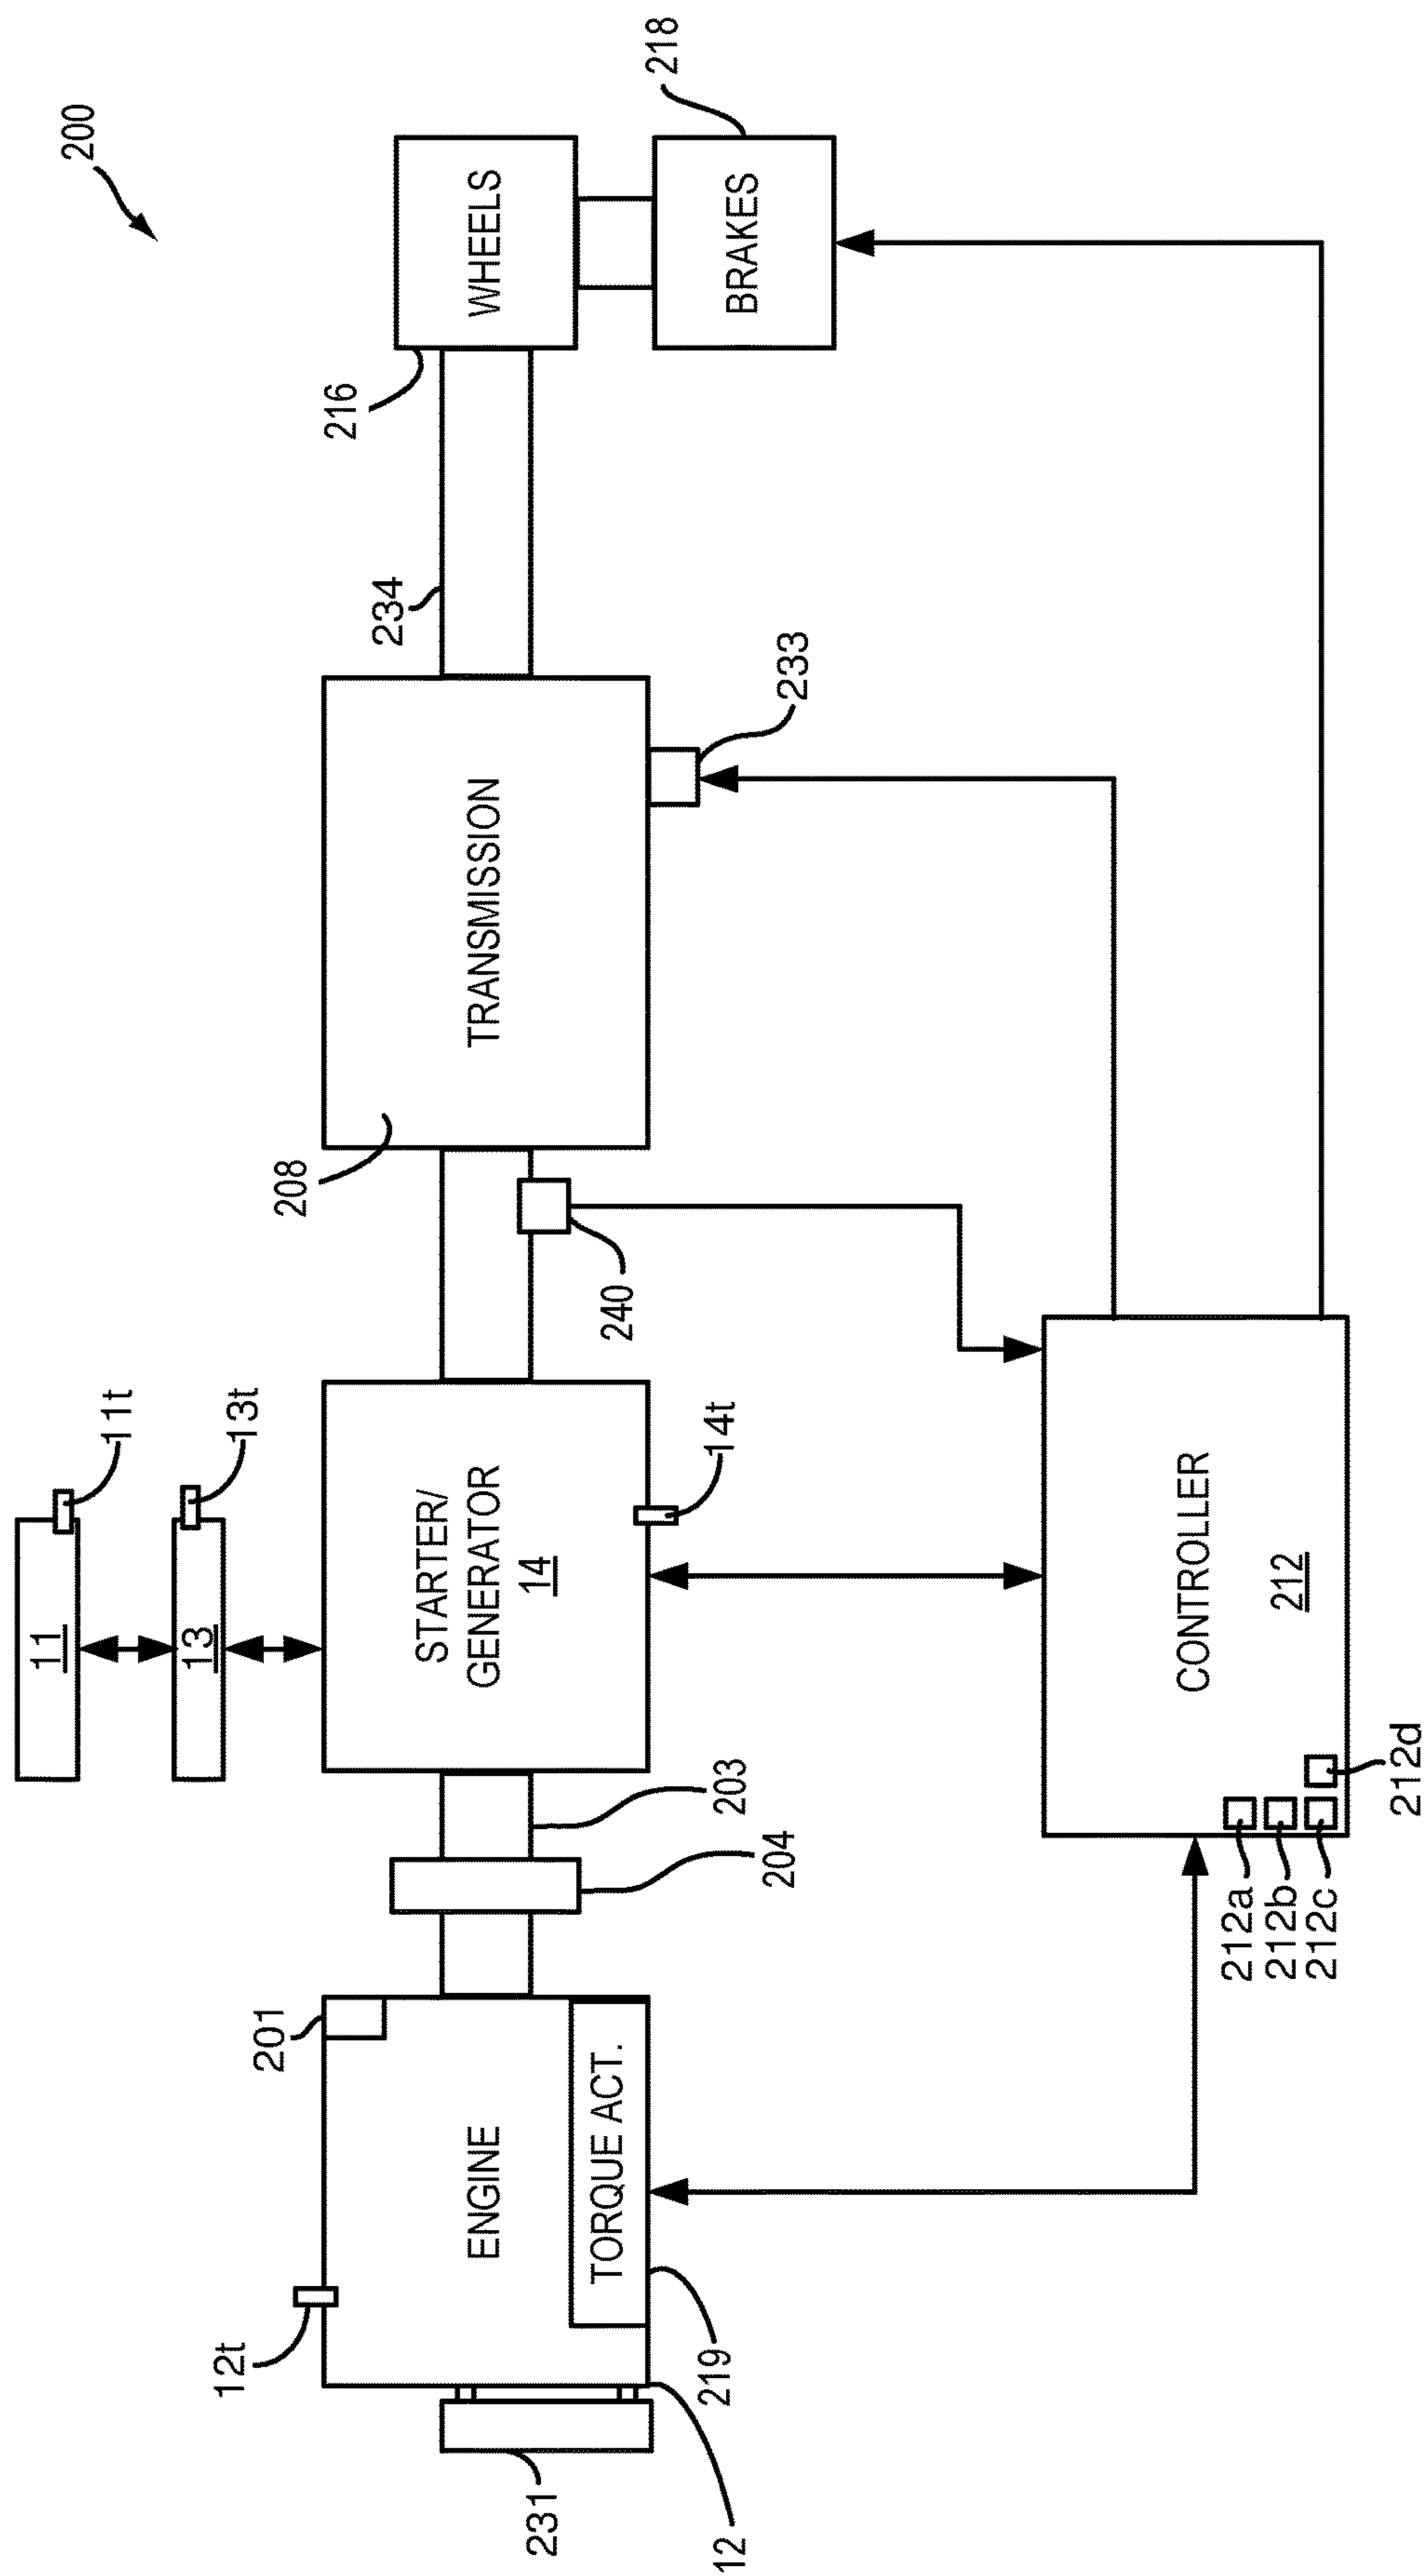 200
11
11t
13
13t
12t
201
231
12
ENGINE
TORQUE ACT.
219
204
203
STARTER/
GENERATOR
14
14t
240
208
TRANSMISSION
233
234
216
WHEELS
BRAKES
218
CONTROLLER
212
212a
212b
212c
212d